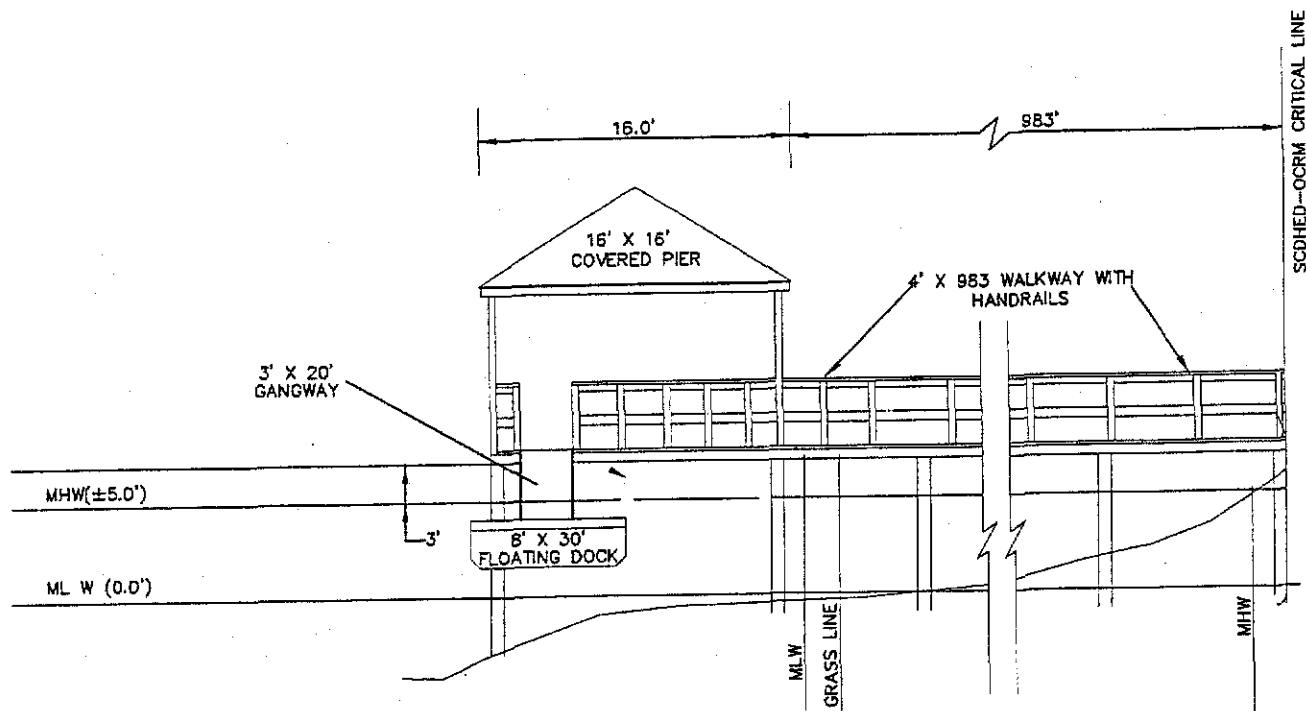 SCDHED-OCRM CRITICAL LINE
16.0'
983'
16' X 16'
COVERED PIER
4' X 983 WALKWAY WITH
HANDRAILS
3' X 20'
GANGWAY
MHW(±5.0')
3'
8' X 30'
FLOATING DOCK
ML W (0.0')
MLW
GRASS LINE
MHW